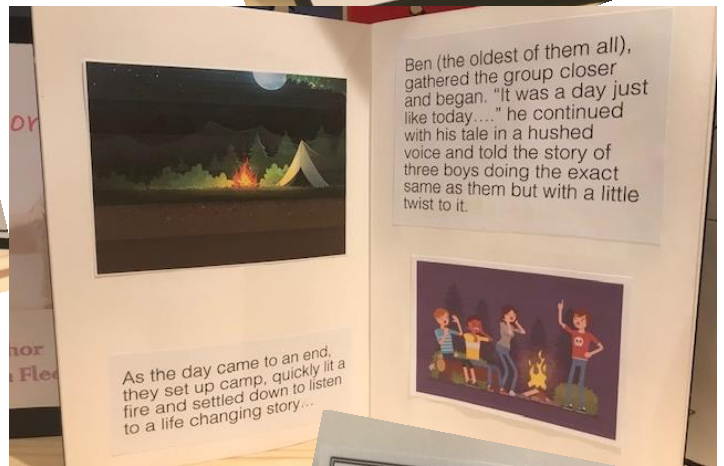 As the day came to an end,
they set up camp, quickly lit a
fire and settled down to listen
to a life changing story...
Ben (the oldest of them all),
gathered the group closer
and began. “It was a day just
like today....” he continued
with his tale in a hushed
voice and told the story of
three boys doing the exact
same as them but with a little
twist to it.